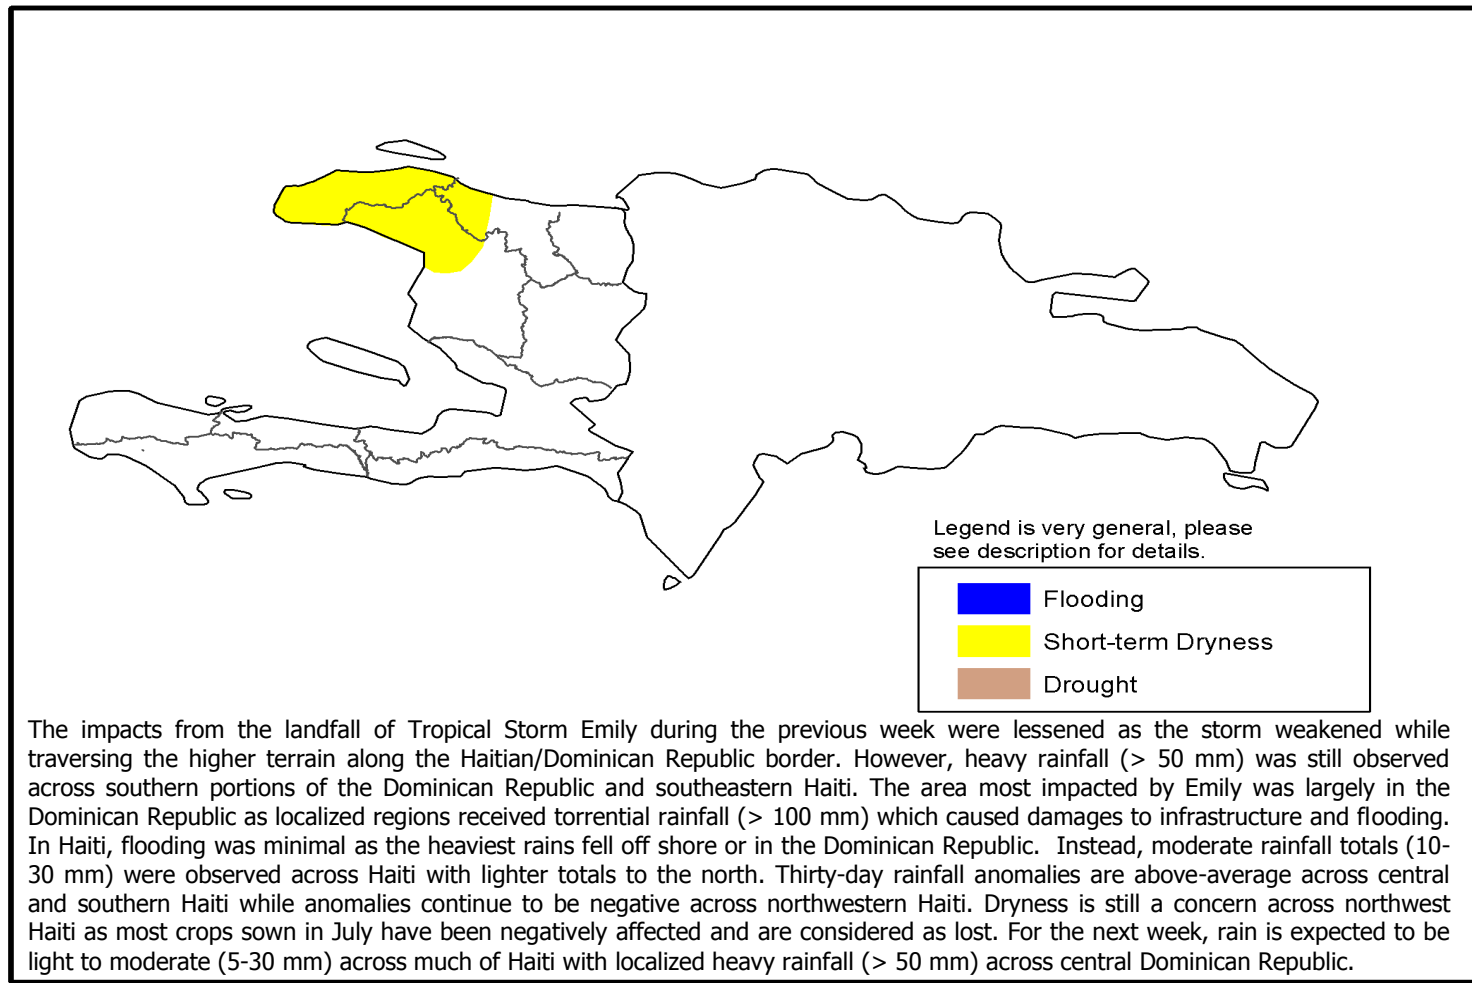 Legend is very general, please
see description for details.
Flooding
Short-term Dryness
Drought
The impacts from the landfall of Tropical Storm Emily during the previous week were lessened as the storm weakened while
traversing the higher terrain along the Haitian/Dominican Republic border. However, heavy rainfall (> 50 mm) was still observed
across southern portions of the Dominican Republic and southeastern Haiti. The area most impacted by Emily was largely in the
Dominican Republic as localized regions received torrential rainfall (> 100 mm) which caused damages to infrastructure and flooding.
In Haiti, flooding was minimal as the heaviest rains fell off shore or in the Dominican Republic. Instead, moderate rainfall totals (10-
30 mm) were observed across Haiti with lighter totals to the north. Thirty-day rainfall anomalies are above-average across central
and southern Haiti while anomalies continue to be negative across northwestern Haiti. Dryness is still a concern across northwest
Haiti as most crops sown in July have been negatively affected and are considered as lost. For the next week, rain is expected to be
light to moderate (5-30 mm) across much of Haiti with localized heavy rainfall (> 50 mm) across central Dominican Republic.